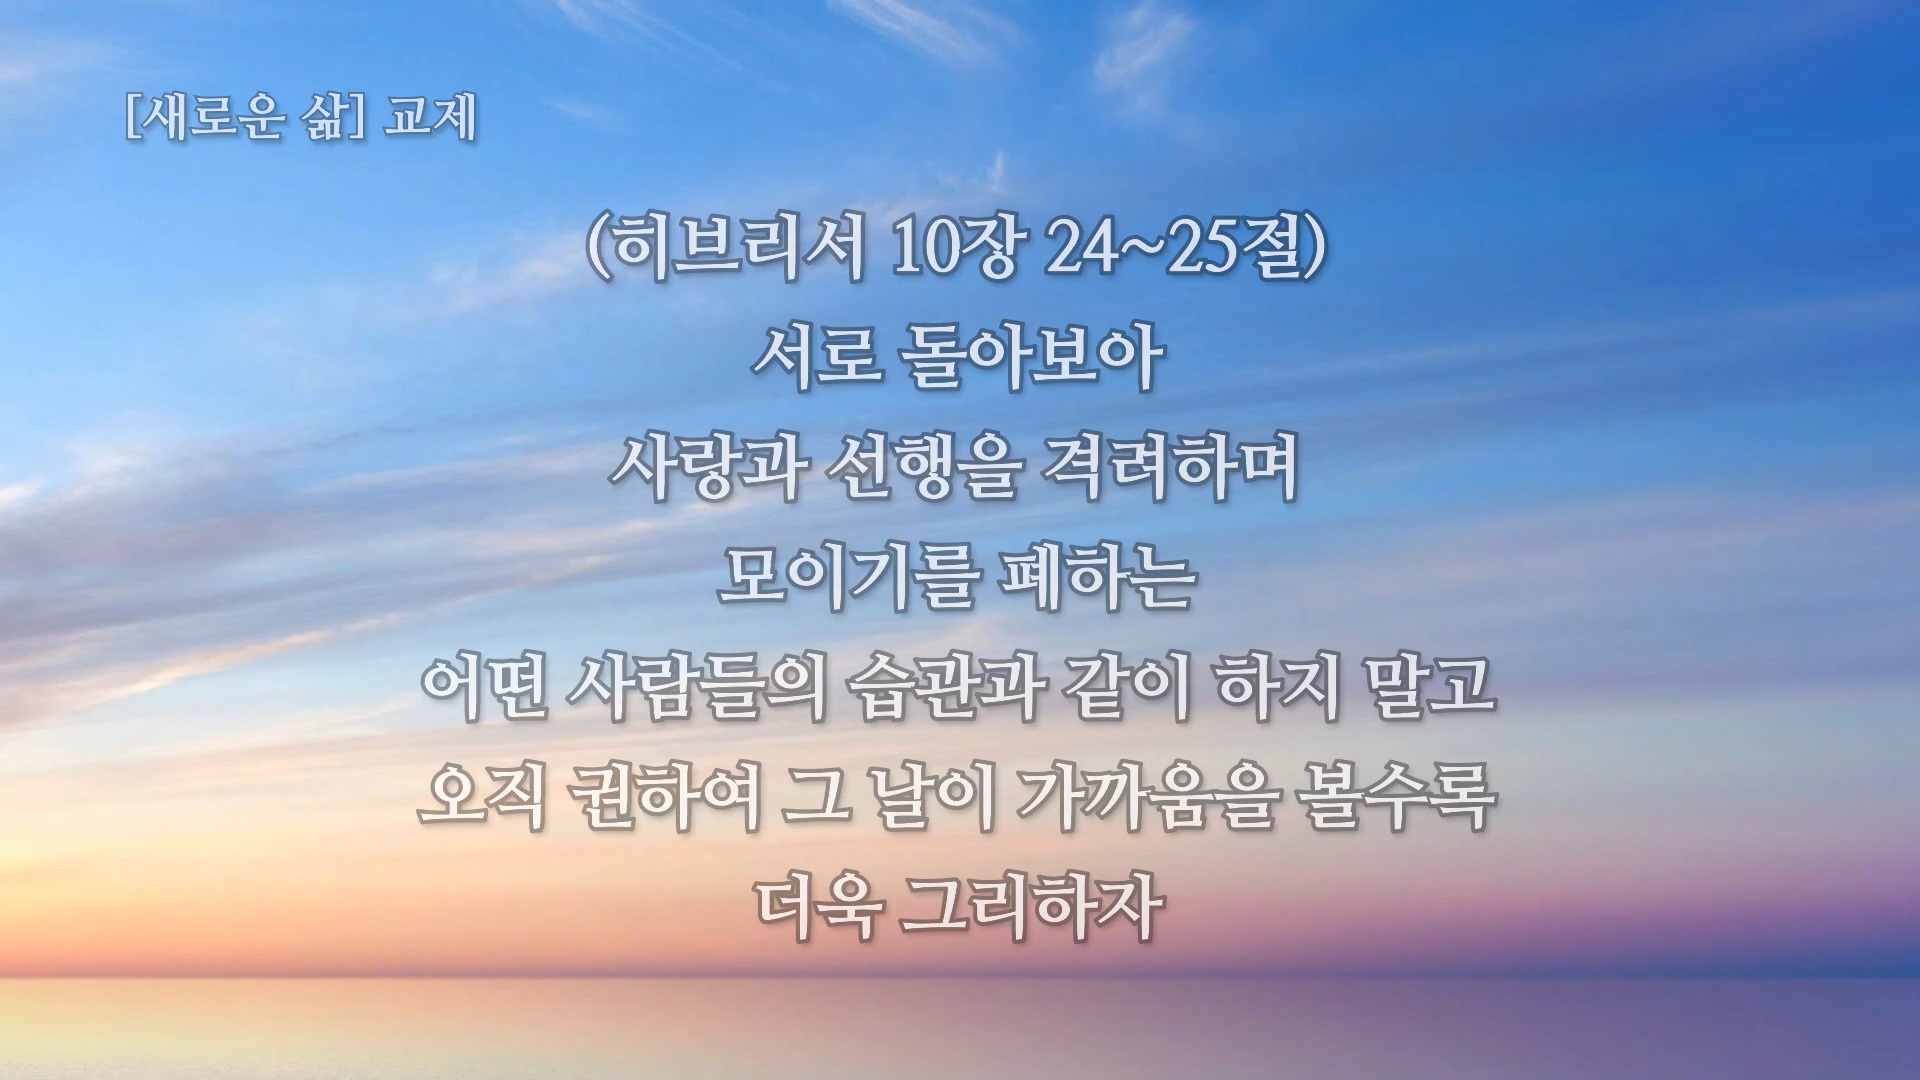 [새로운 삶] 교제
(히브리서 10장 24~25절)
서로 돌아보아
사랑과 선행을 격려하며
모이기를 폐하는
어떤 사람들의 습관과 같이 하지 말고
오직 권하여 그 날이 가까움을 볼수록
더욱 그리하자